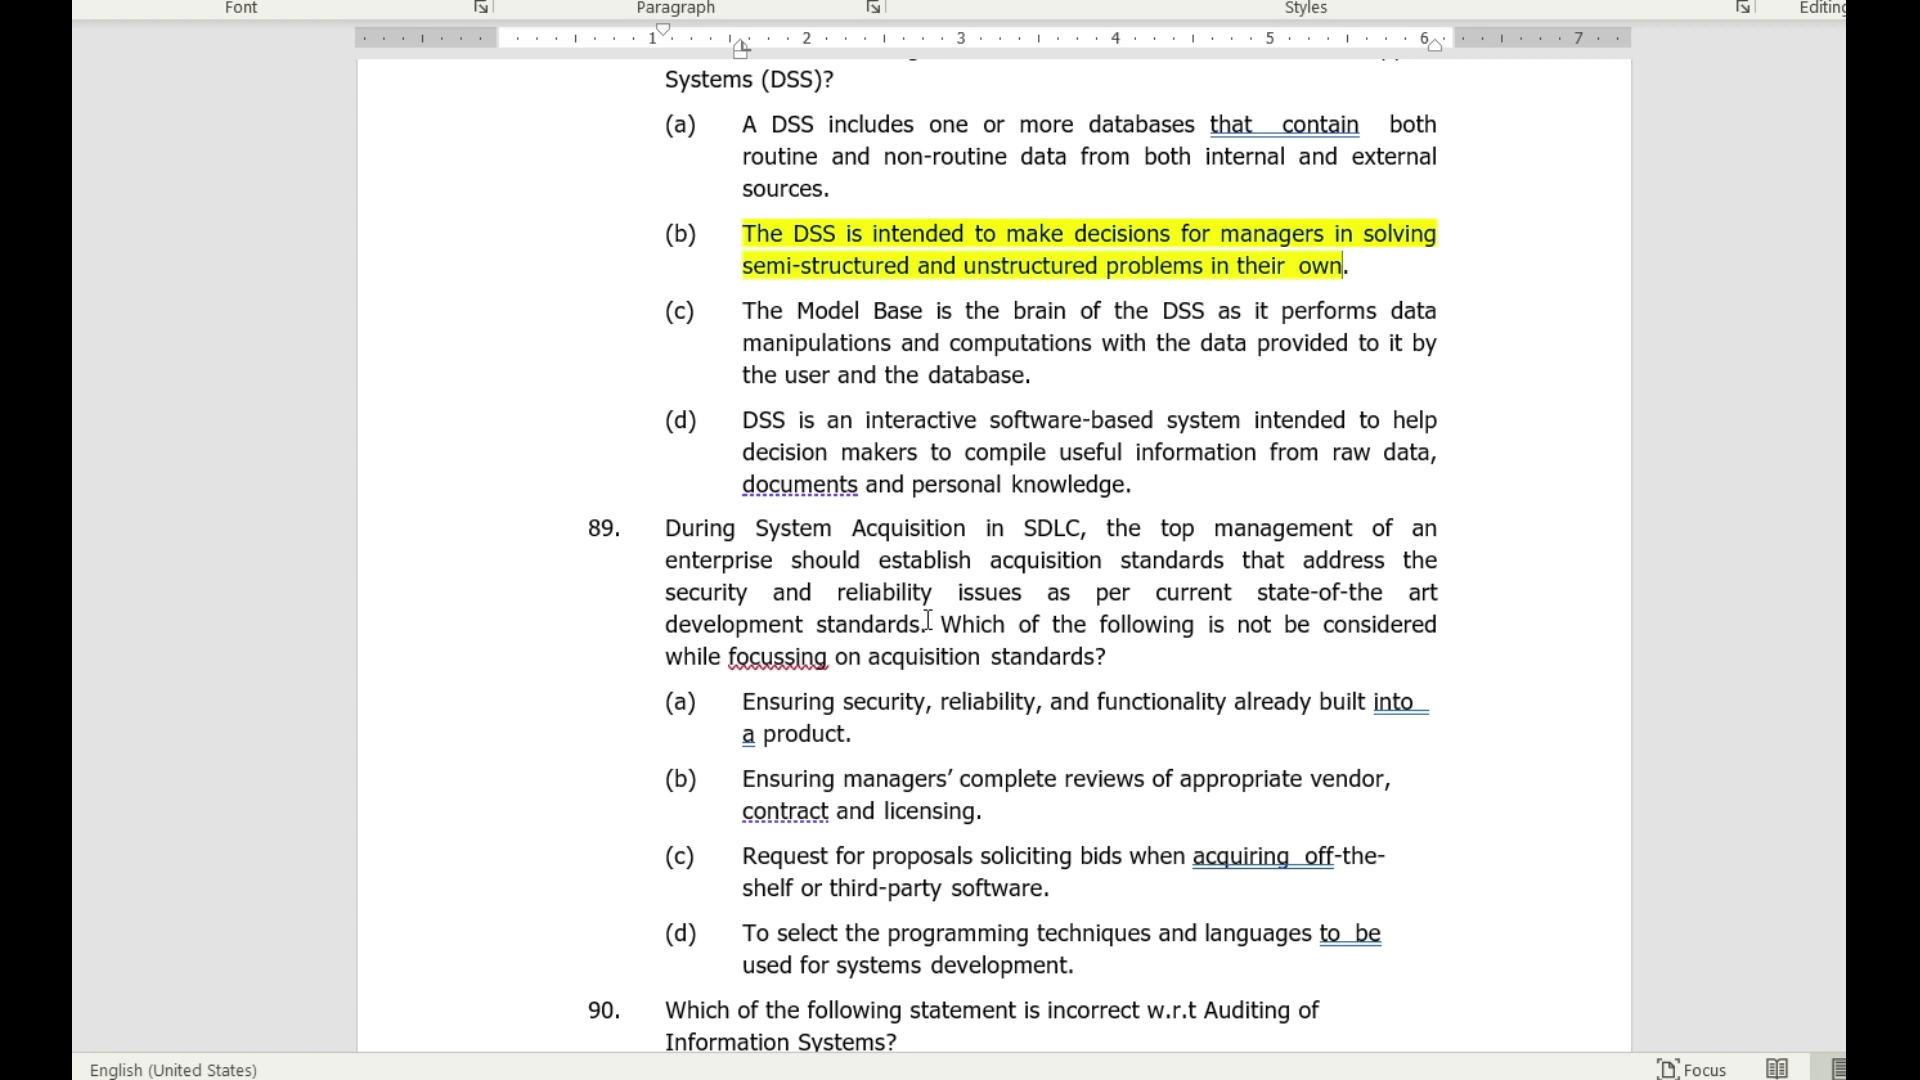 Font
Paragraph
Styles
Editing
1 2 3 4 5 6 7
Systems (DSS)?
(a) A DSS includes one or more databases that contain both
routine and non-routine data from both internal and external
sources.
(b) The DSS is intended to make decisions for managers in solving
semi-structured and unstructured problems in their own.
(c) The Model Base is the brain of the DSS as it performs data
manipulations and computations with the data provided to it by
the user and the database.
(d) DSS is an interactive software-based system intended to help
decision makers to compile useful information from raw data,
documents and personal knowledge.
89. During System Acquisition in SDLC, the top management of an
enterprise should establish acquisition standards that address the
security and reliability issues as per current state-of-the art
development standards. Which of the following is not be considered
while focussing on acquisition standards?
(a) Ensuring security, reliability, and functionality already built into
a product.
(b) Ensuring managers’ complete reviews of appropriate vendor,
contract and licensing.
(c) Request for proposals soliciting bids when acquiring off-the-
shelf or third-party software.
(d) To select the programming techniques and languages to be
used for systems development.
90. Which of the following statement is incorrect w.r.t Auditing of
Information Systems?
English (United States)
Focus